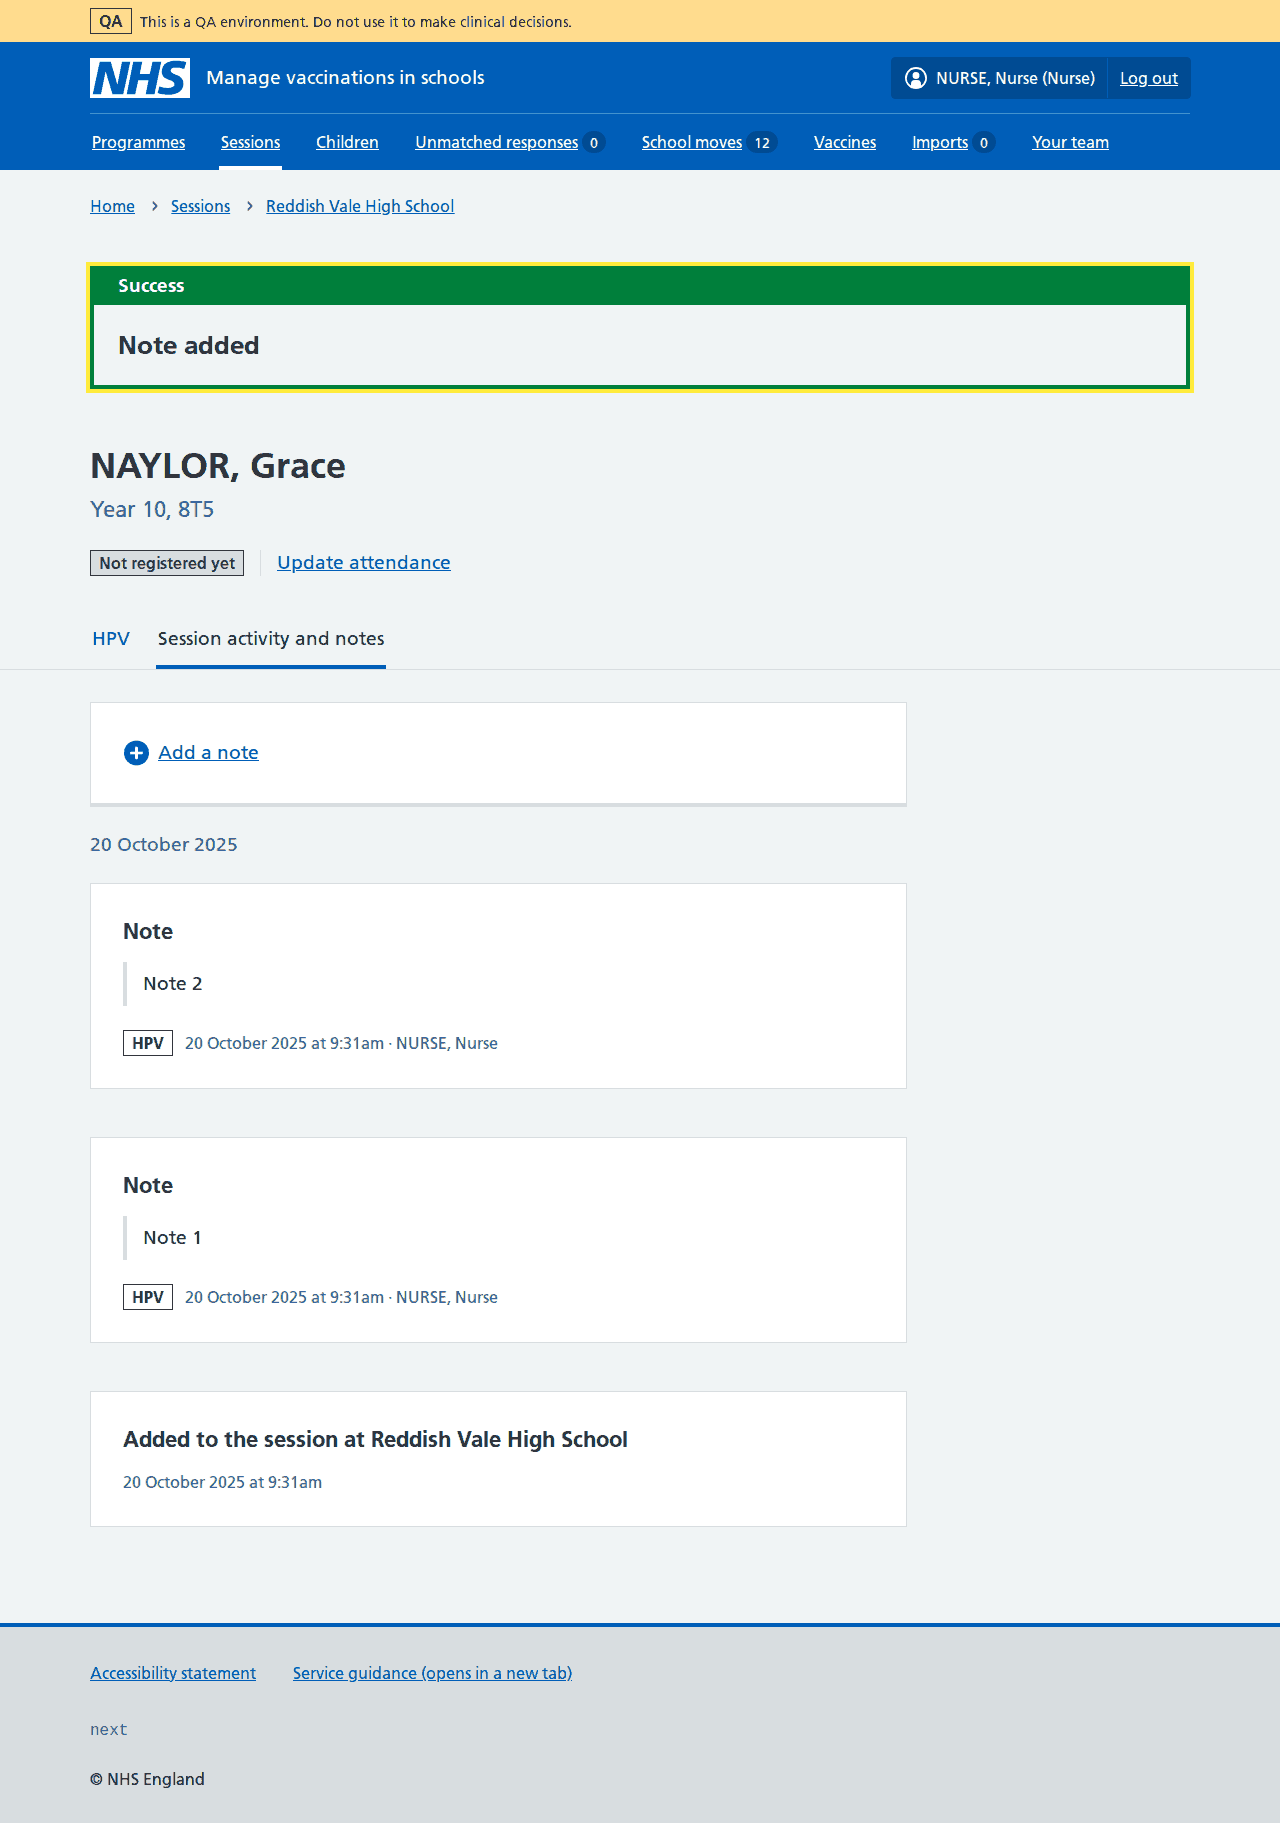 QA This is a QA environment. Do not use it to make clinical decisions.
NHS Manage vaccinations in schools NURSE, Nurse (Nurse) Log out
Programmes Sessions Children Unmatched responses 0 School moves 12 Vaccines Imports 0 Your team
Home Sessions Reddish Vale High School
Success
Note added
NAYLOR, Grace
Year 10, 8T5
Not registered yet Update attendance
HPV Session activity and notes
Add a note
20 October 2025
Note
Note 2
HPV 20 October 2025 at 9:31am · NURSE, Nurse
Note
Note 1
HPV 20 October 2025 at 9:31am · NURSE, Nurse
Added to the session at Reddish Vale High School
20 October 2025 at 9:31am
Accessibility statement Service guidance (opens in a new tab)
next
© NHS England